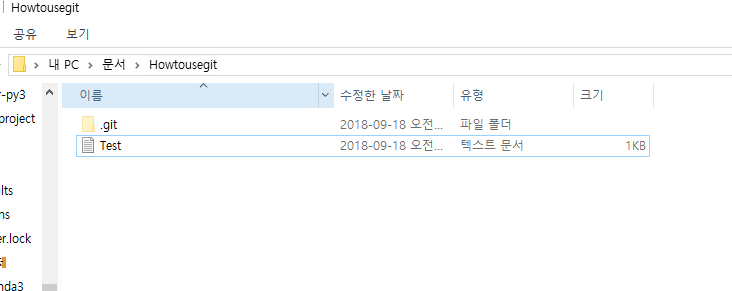 Howtousegit
공유 보기
내 PC 문서 Howtousegit
이름 수정한 날짜 유형 크기
.git 2018-09-18 오전... 파일 폴더
Test 2018-09-18 오전... 텍스트 문서 1KB
r-py3
project
ults
ns
er.lock
nda3